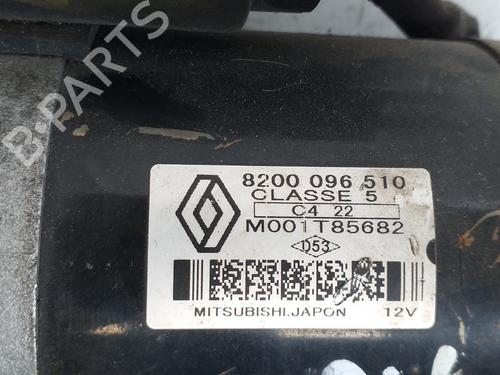 B-PARTS
8200 096 510
CLASSE 5
C4 22
M001T85682
D53
MITSUBISHI.JAPON 12V